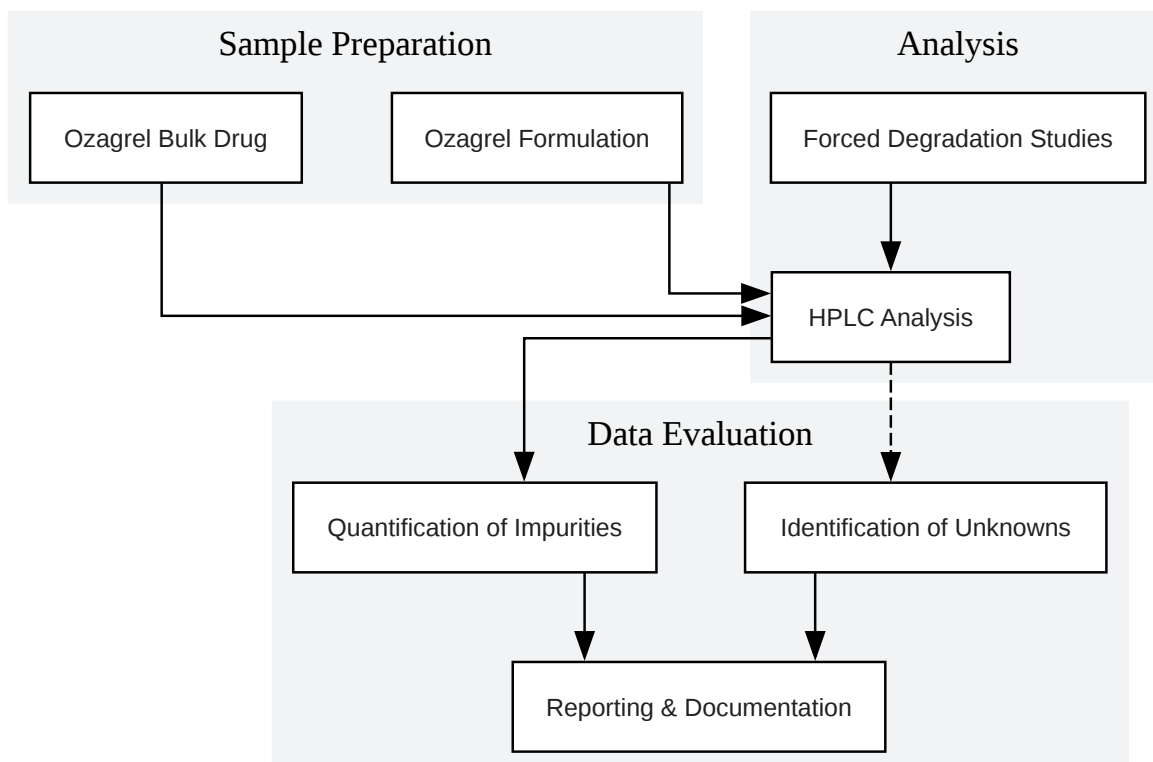 Sample Preparation
Ozagrel Bulk Drug
Ozagrel Formulation
Analysis
Forced Degradation Studies
HPLC Analysis
Data Evaluation
Quantification of Impurities
Identification of Unknowns
Reporting & Documentation